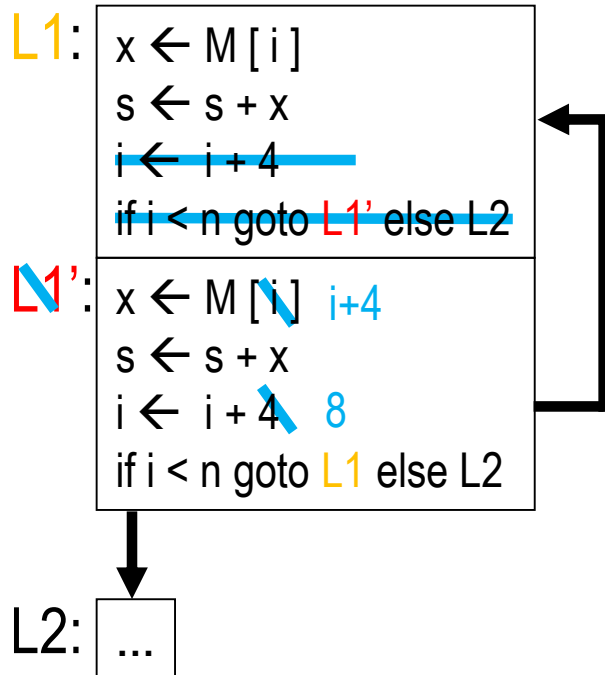 L1: x ← M [ i ]
s ← s + x
i ← i + 4
if i < n goto L1' else L2
L1': x ← M [ i ] i+4
s ← s + x
i ← i + 4 8
if i < n goto L1 else L2
L2: ...